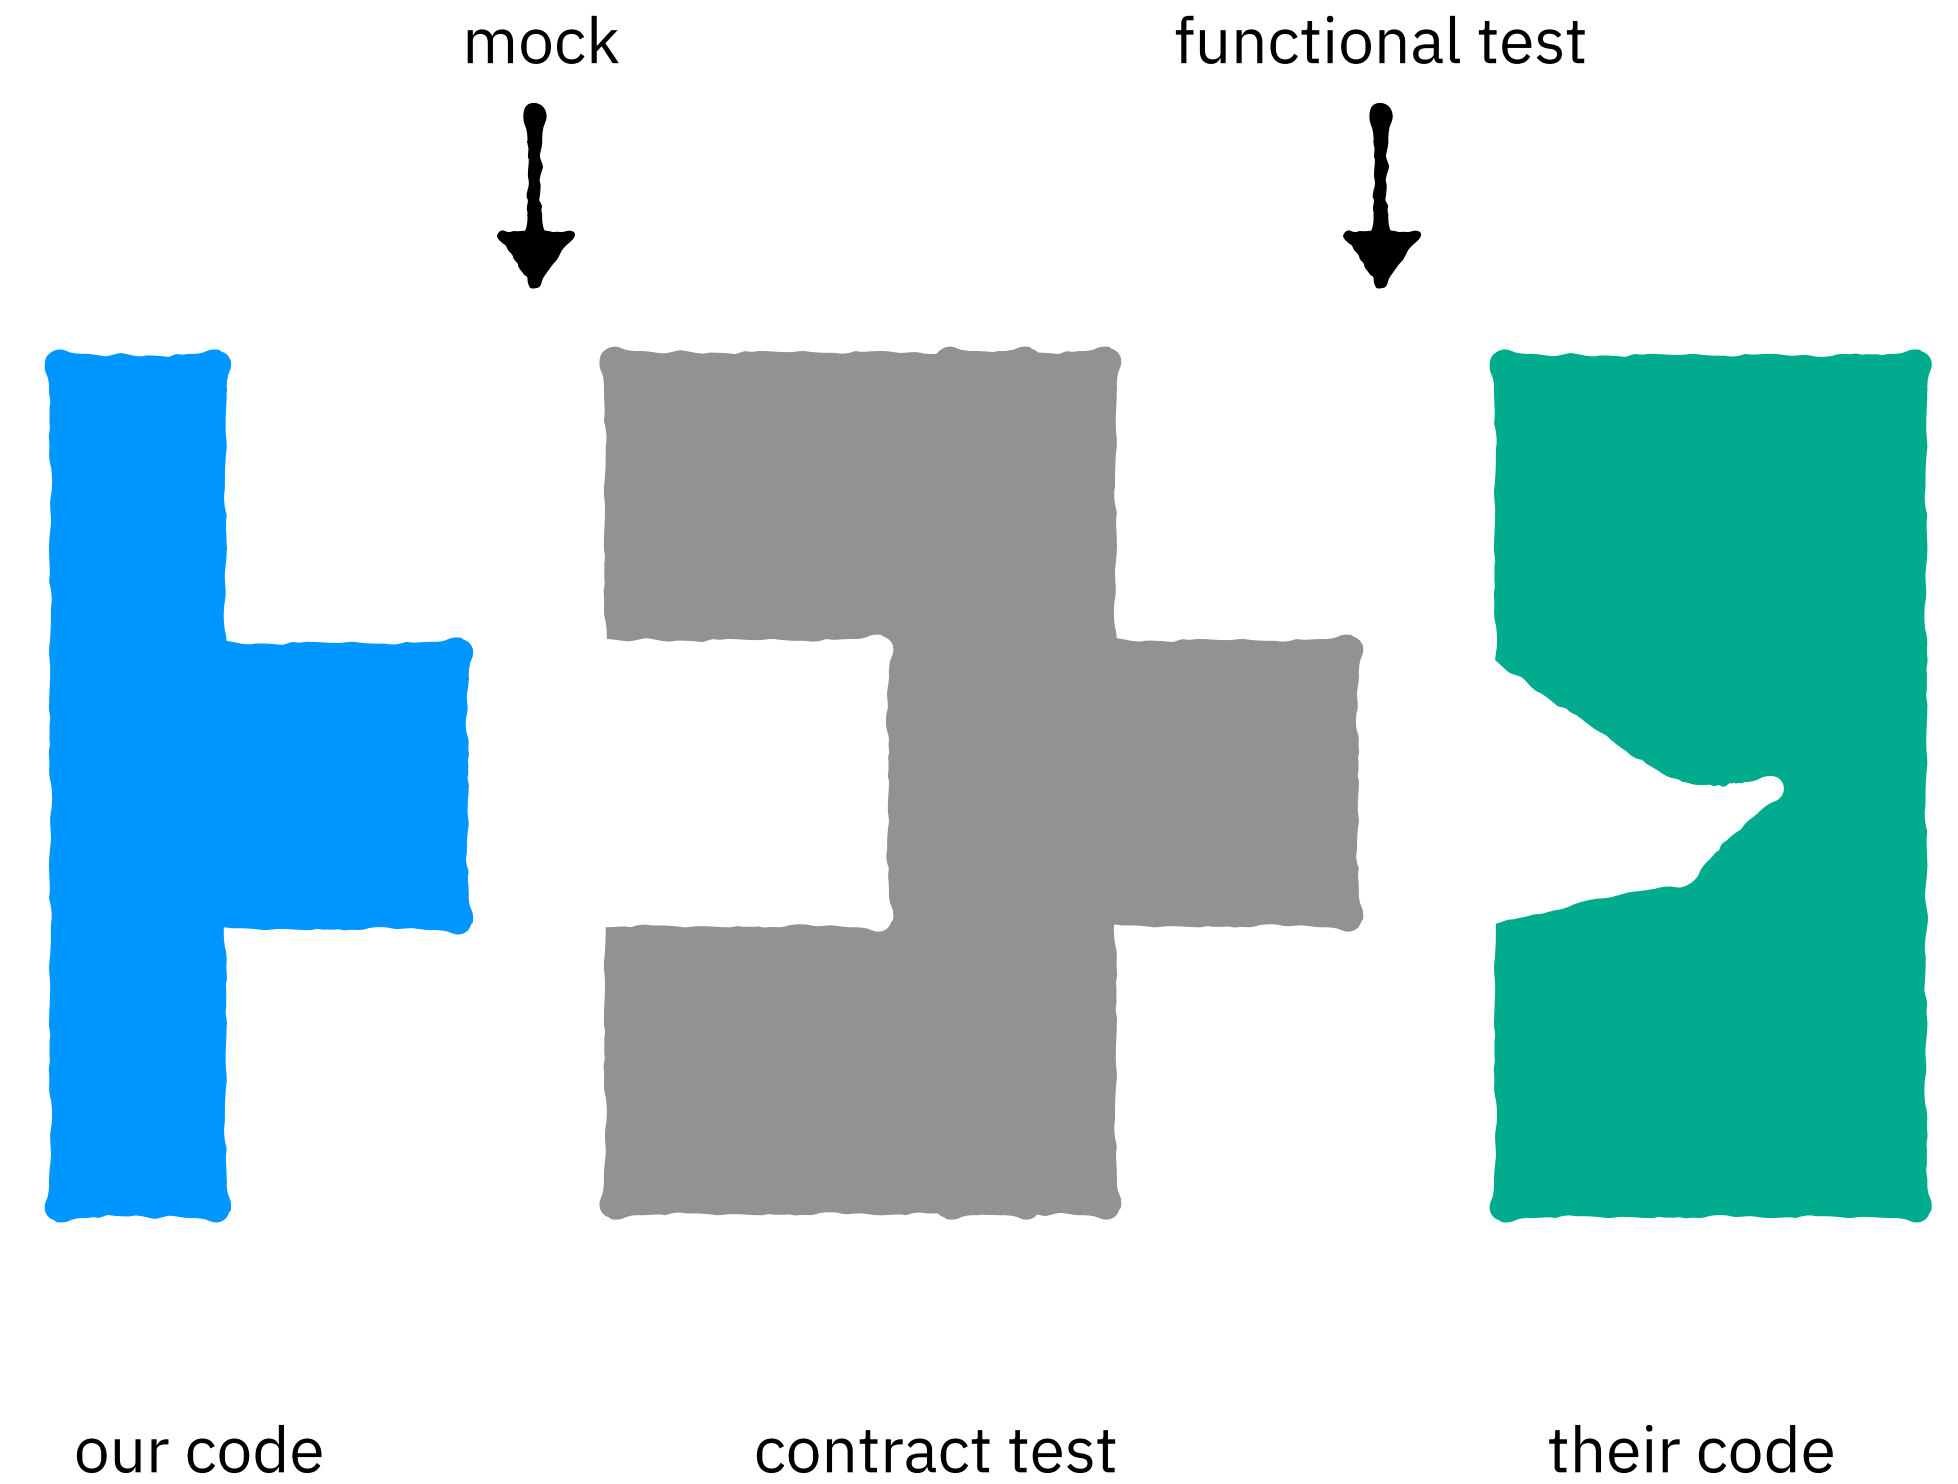 mock
functional test
our code
contract test
their code